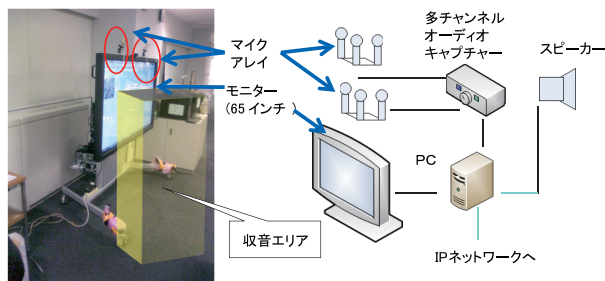 マイク
アレイ
モニター
(65 インチ )
収音エリア
多チャンネル
オーディオ
キャプチャー
スピーカー
PC
IPネットワークへ